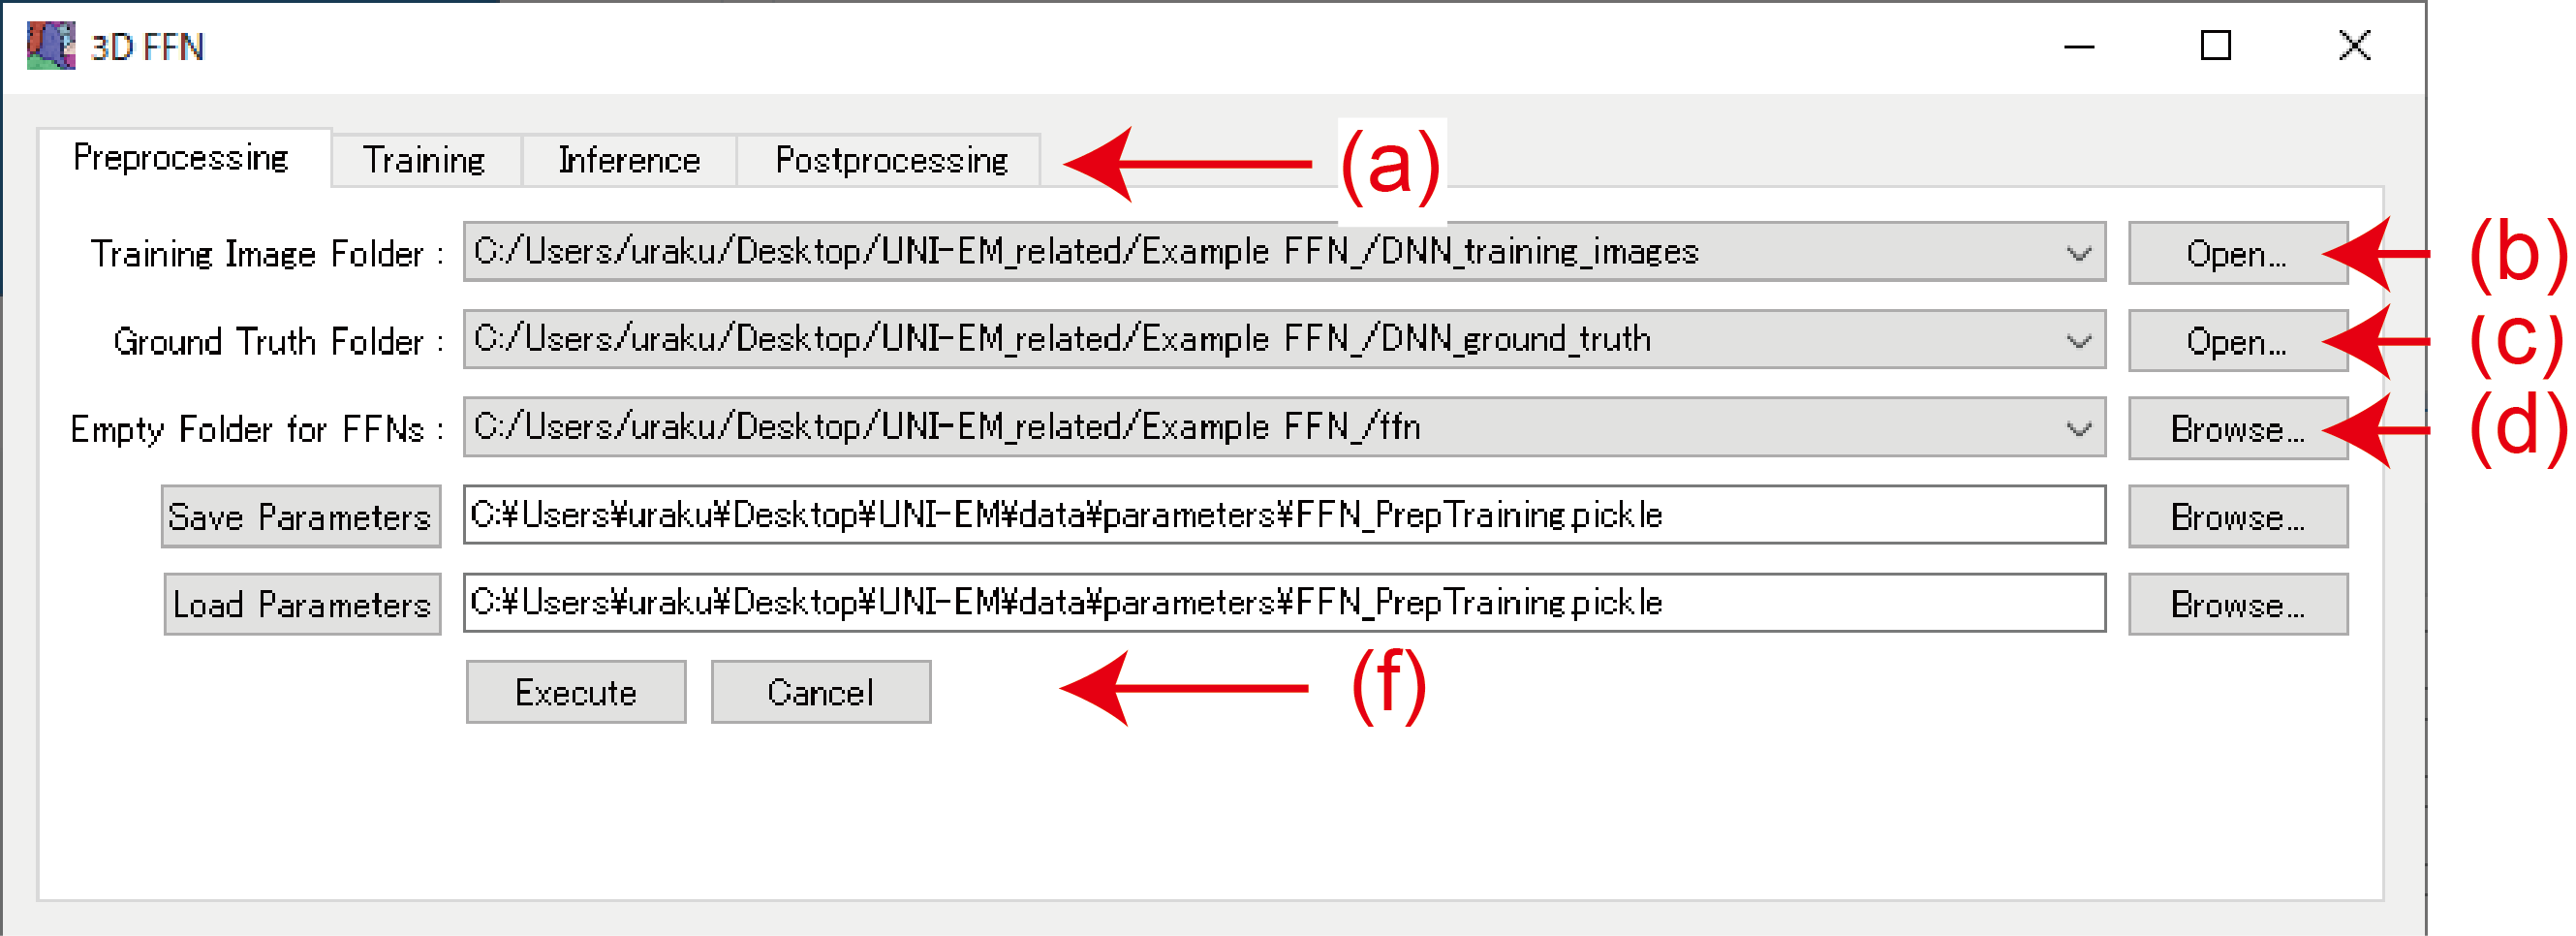 3D FFN
Preprocessing Training Inference Postprocessing (a)
Training Image Folder : C:/Users/uraku/Desktop/UNI-EM_related/Example FFN_/DNN_training_images Open... (b)
Ground Truth Folder : C:/Users/uraku/Desktop/UNI-EM_related/Example FFN_/DNN_ground_truth Open... (c)
Empty Folder for FFNs : C:/Users/uraku/Desktop/UNI-EM_related/Example FFN_/ffn Browse... (d)
Save Parameters C:¥Users¥uraku¥Desktop¥UNI-EM¥data¥parameters¥FFN_PrepTraining.pickle Browse...
Load Parameters C:¥Users¥uraku¥Desktop¥UNI-EM¥data¥parameters¥FFN_PrepTraining.pickle Browse...
Execute Cancel (f)